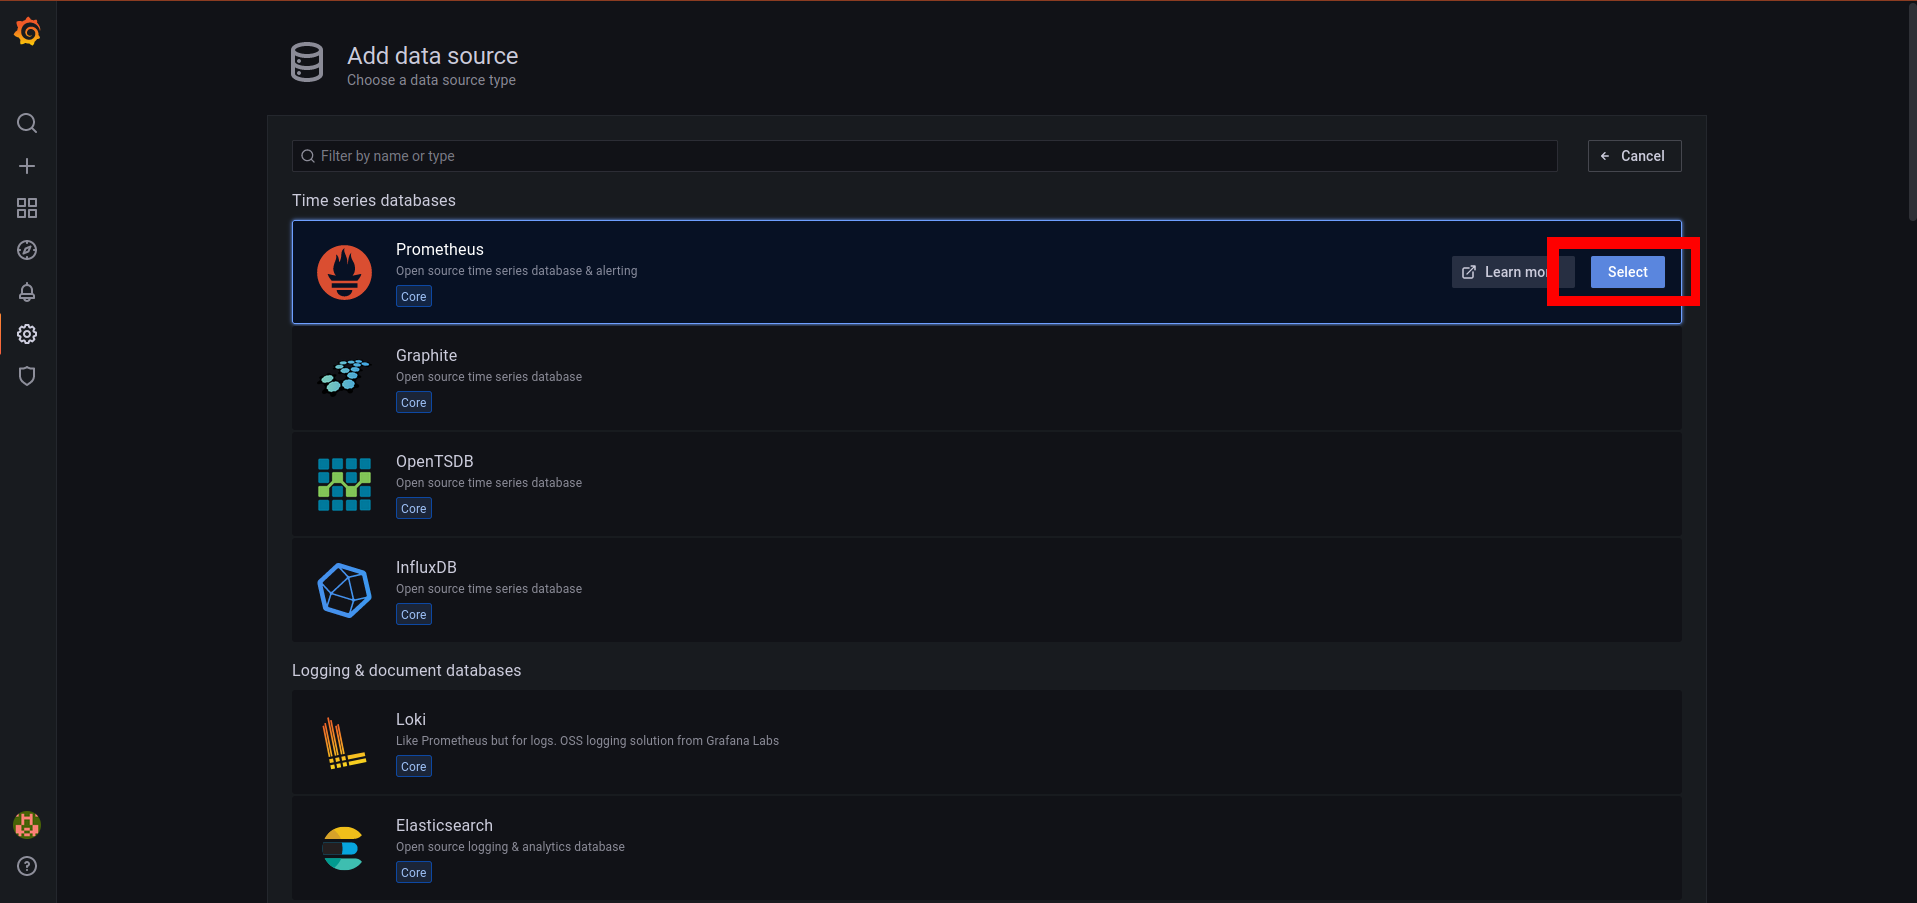 Add data source
Choose a data source type
Filter by name or type
Cancel
Time series databases
Prometheus
Open source time series database & alerting
Core
Learn mor
Select
Graphite
Open source time series database
Core
OpenTSDB
Open source time series database
Core
InfluxDB
Open source time series database
Core
Logging & document databases
Loki
Like Prometheus but for logs. OSS logging solution from Grafana Labs
Core
Elasticsearch
Open source logging & analytics database
Core